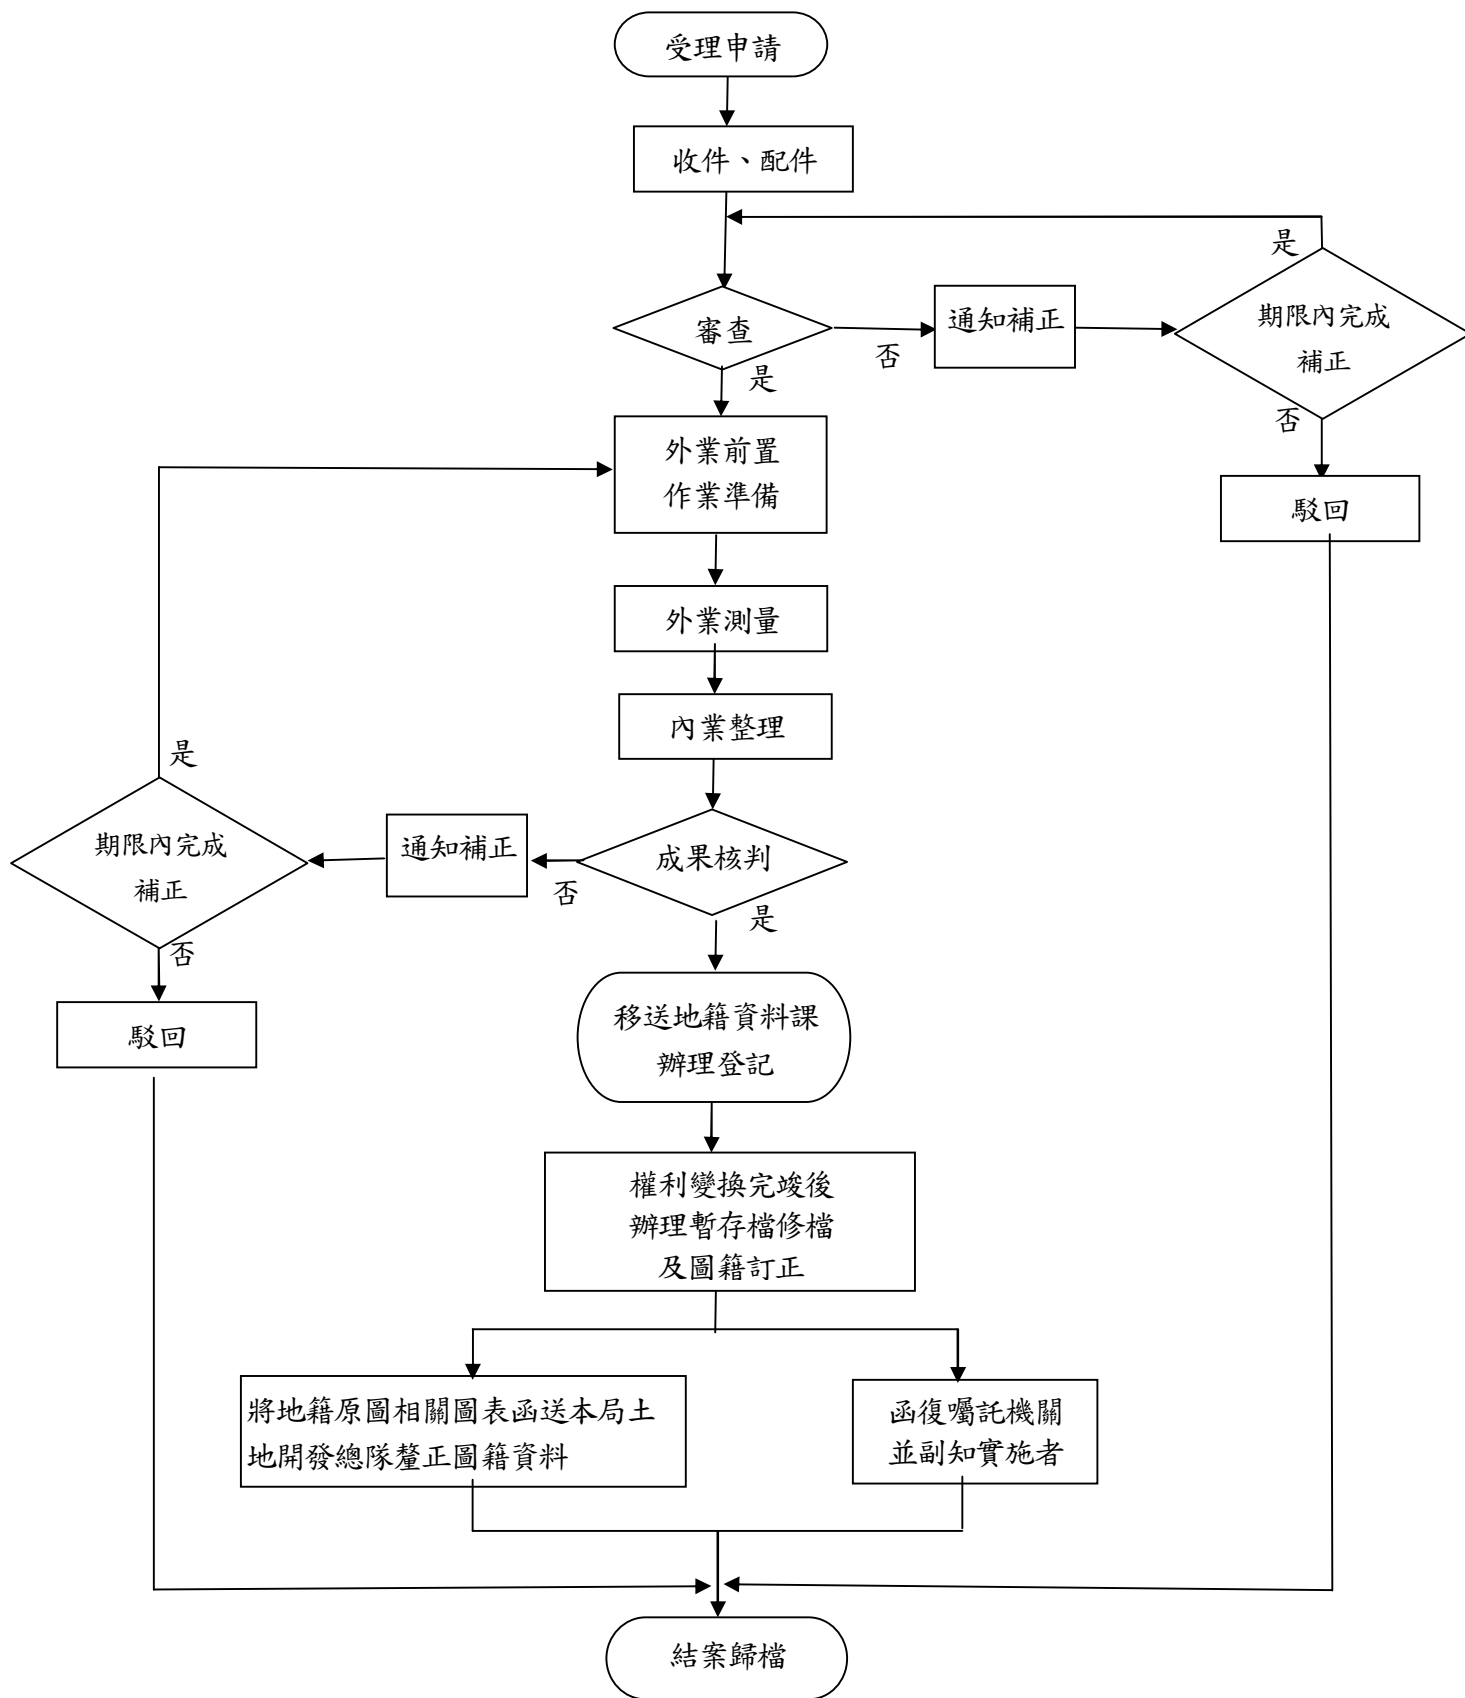 受理申請
收件、配件
是
審查
否
通知補正
期限內完成
補正
是
否
外業前置
作業準備
駁回
外業測量
內業整理
是
期限內完成
補正
通知補正
否
成果核判
是
否
駁回
移送地籍資料課
辦理登記
權利變換完竣後
辦理暫存檔修檔
及圖籍訂正
將地籍原圖相關圖表函送本局土
地開發總隊釐正圖籍資料
函復囑託機關
並副知實施者
結案歸檔